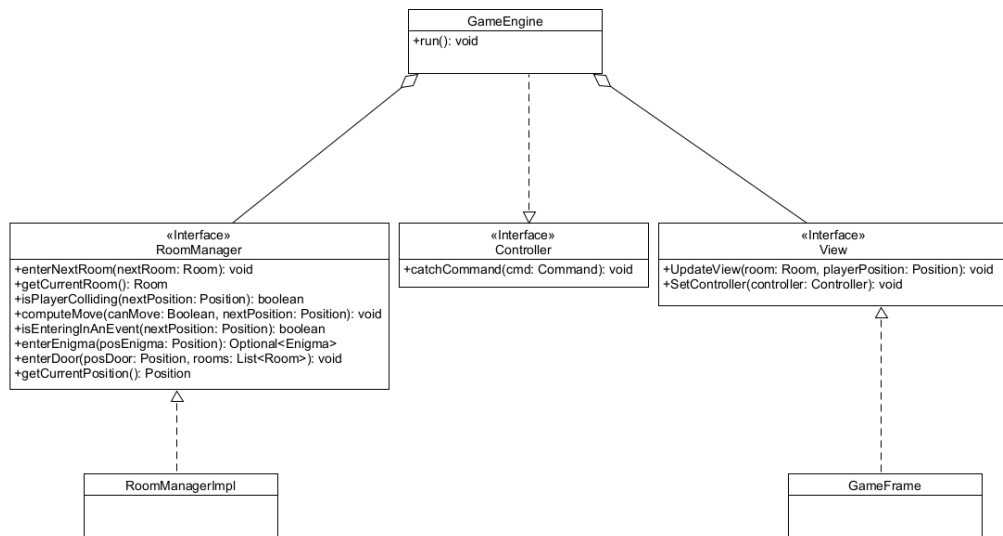 GameEngine
+run(): void
«Interface»
RoomManager
+enterNextRoom(nextRoom: Room): void
+getCurrentRoom(): Room
+isPlayerColliding(nextPosition: Position): boolean
+computeMove(canMove: Boolean, nextPosition: Position): void
+isEnteringInAnEvent(nextPosition: Position): boolean
+enterEnigma(posEnigma: Position): Optional<Enigma>
+enterDoor(posDoor: Position, rooms: List<Room>): void
+getCurrentPosition(): Position
«Interface»
Controller
+catchCommand(cmd: Command): void
«Interface»
View
+UpdateView(room: Room, playerPosition: Position): void
+SetController(controller: Controller): void
RoomManagerImpl
GameFrame